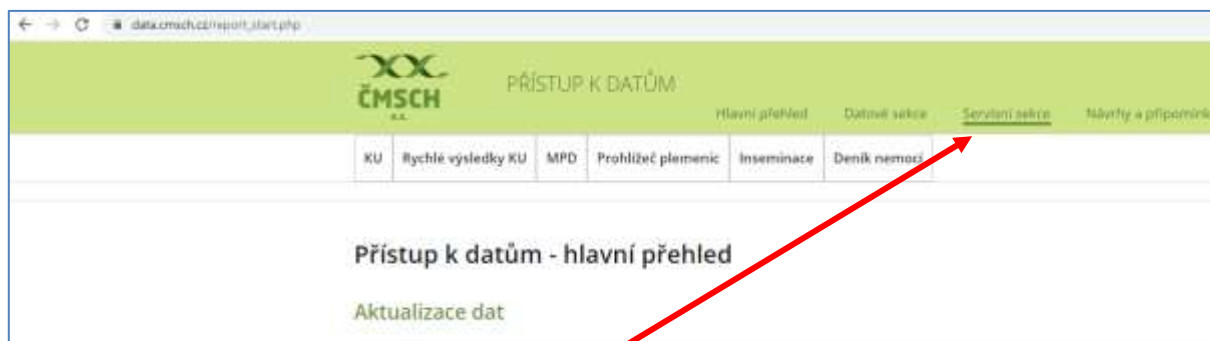 data.cmsch.cz/report_start.php
ČMSCH
a.s.
PŘÍSTUP K DATŮM
Hlavní přehled Datové sekce Servisní sekce Návrhy a připomínk
KU Rychlé výsledky KU MPD Prohlížeč plemenic Inseminace Deník nemocí
Přístup k datům - hlavní přehled
Aktualizace dat